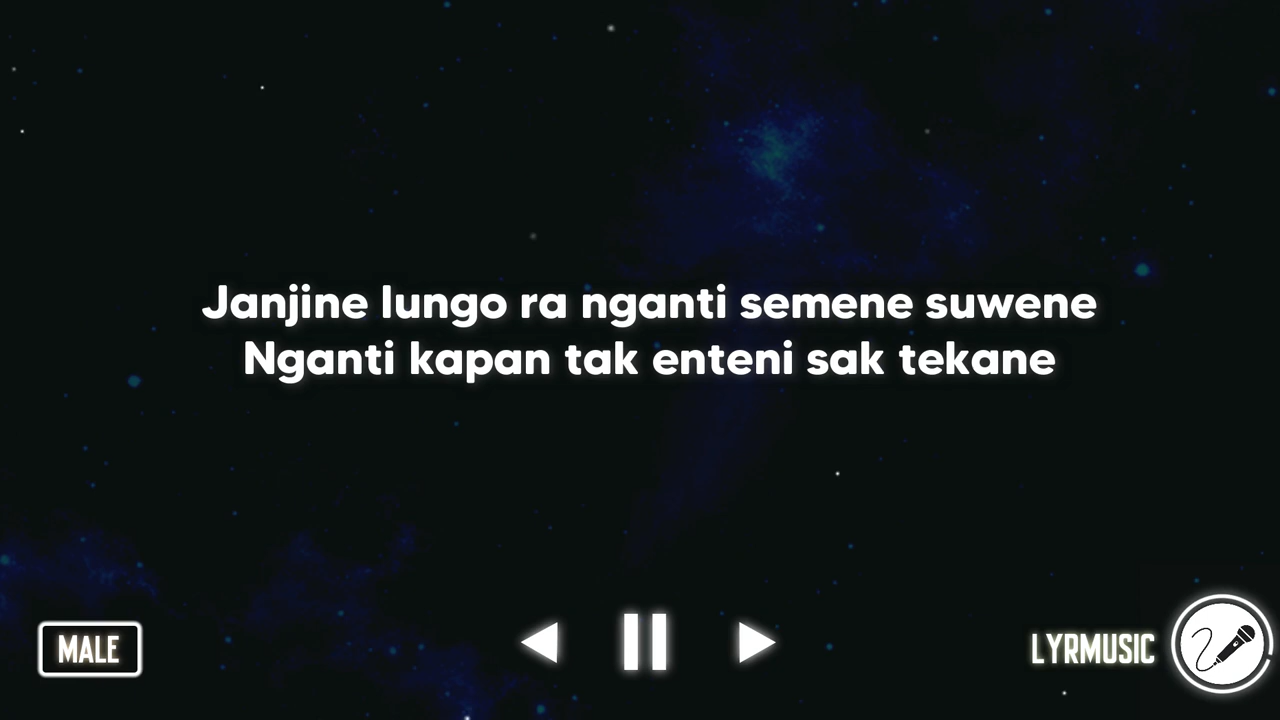 Janjine lungo ra nganti semene suwene
Nganti kapan tak enteni sak tekane
MALE
LYRMUSIC